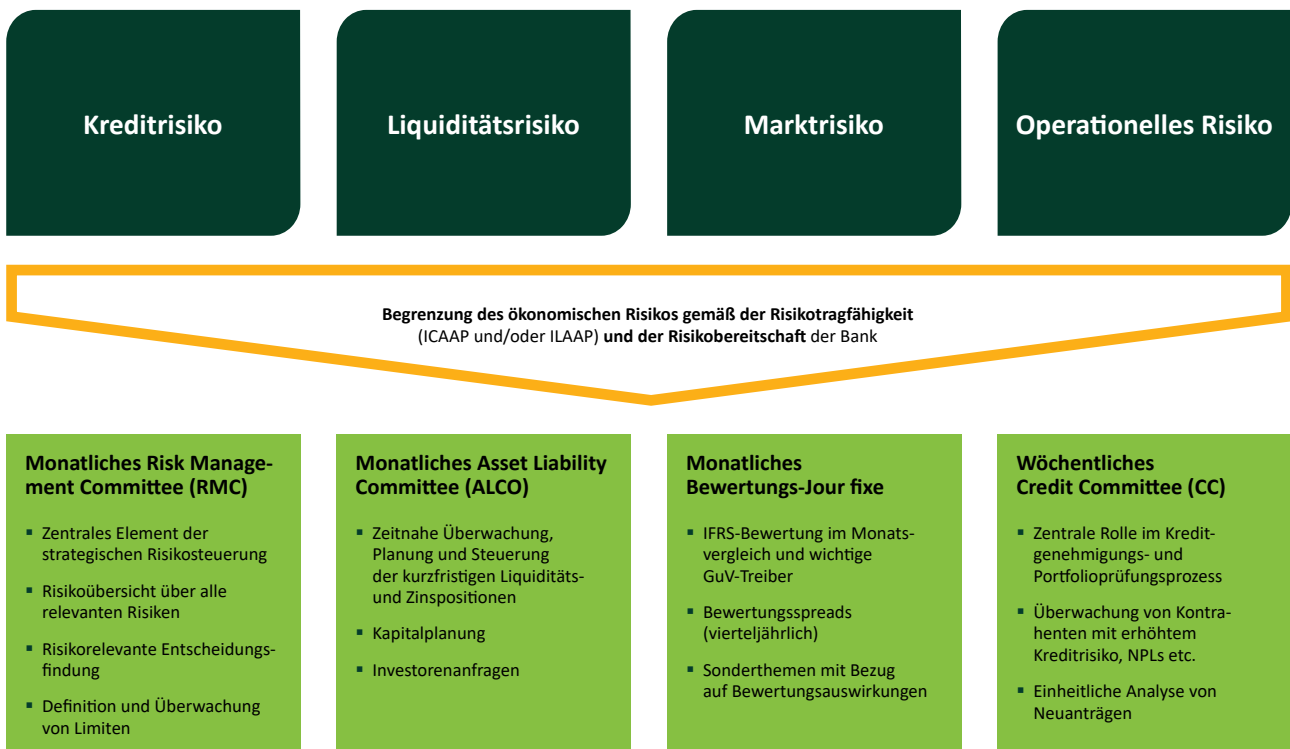 Kreditrisiko
Liquiditätsrisiko
Marktrisiko
Operationelles Risiko
Begrenzung des ökonomischen Risikos gemäß der Risikotragfähigkeit
(ICAAP und/oder ILAAP) und der Risikobereitschaft der Bank
Monatliches Risk Manage-
ment Committee (RMC)
▪ Zentrales Element der
strategischen Risikosteuerung
▪ Risikoübersicht über alle
relevanten Risiken
▪ Risikorelevante Entscheidungs-
findung
▪ Definition und Überwachung
von Limiten
Monatliches Asset Liability
Committee (ALCO)
▪ Zeitnahe Überwachung,
Planung und Steuerung
der kurzfristigen Liquiditäts-
und Zinspositionen
▪ Kapitalplanung
▪ Investorenanfragen
Monatliches
Bewertungs-Jour fixe
▪ IFRS-Bewertung im Monats-
vergleich und wichtige
GuV-Treiber
▪ Bewertungsspreads
(vierteljährlich)
▪ Sonderthemen mit Bezug
auf Bewertungsauswirkungen
Wöchentliches
Credit Committee (CC)
▪ Zentrale Rolle im Kredit-
genehmigungs- und
Portfolioprüfungsprozess
▪ Überwachung von Kontra-
henten mit erhöhtem
Kreditrisiko, NPLs etc.
▪ Einheitliche Analyse von
Neuanträgen